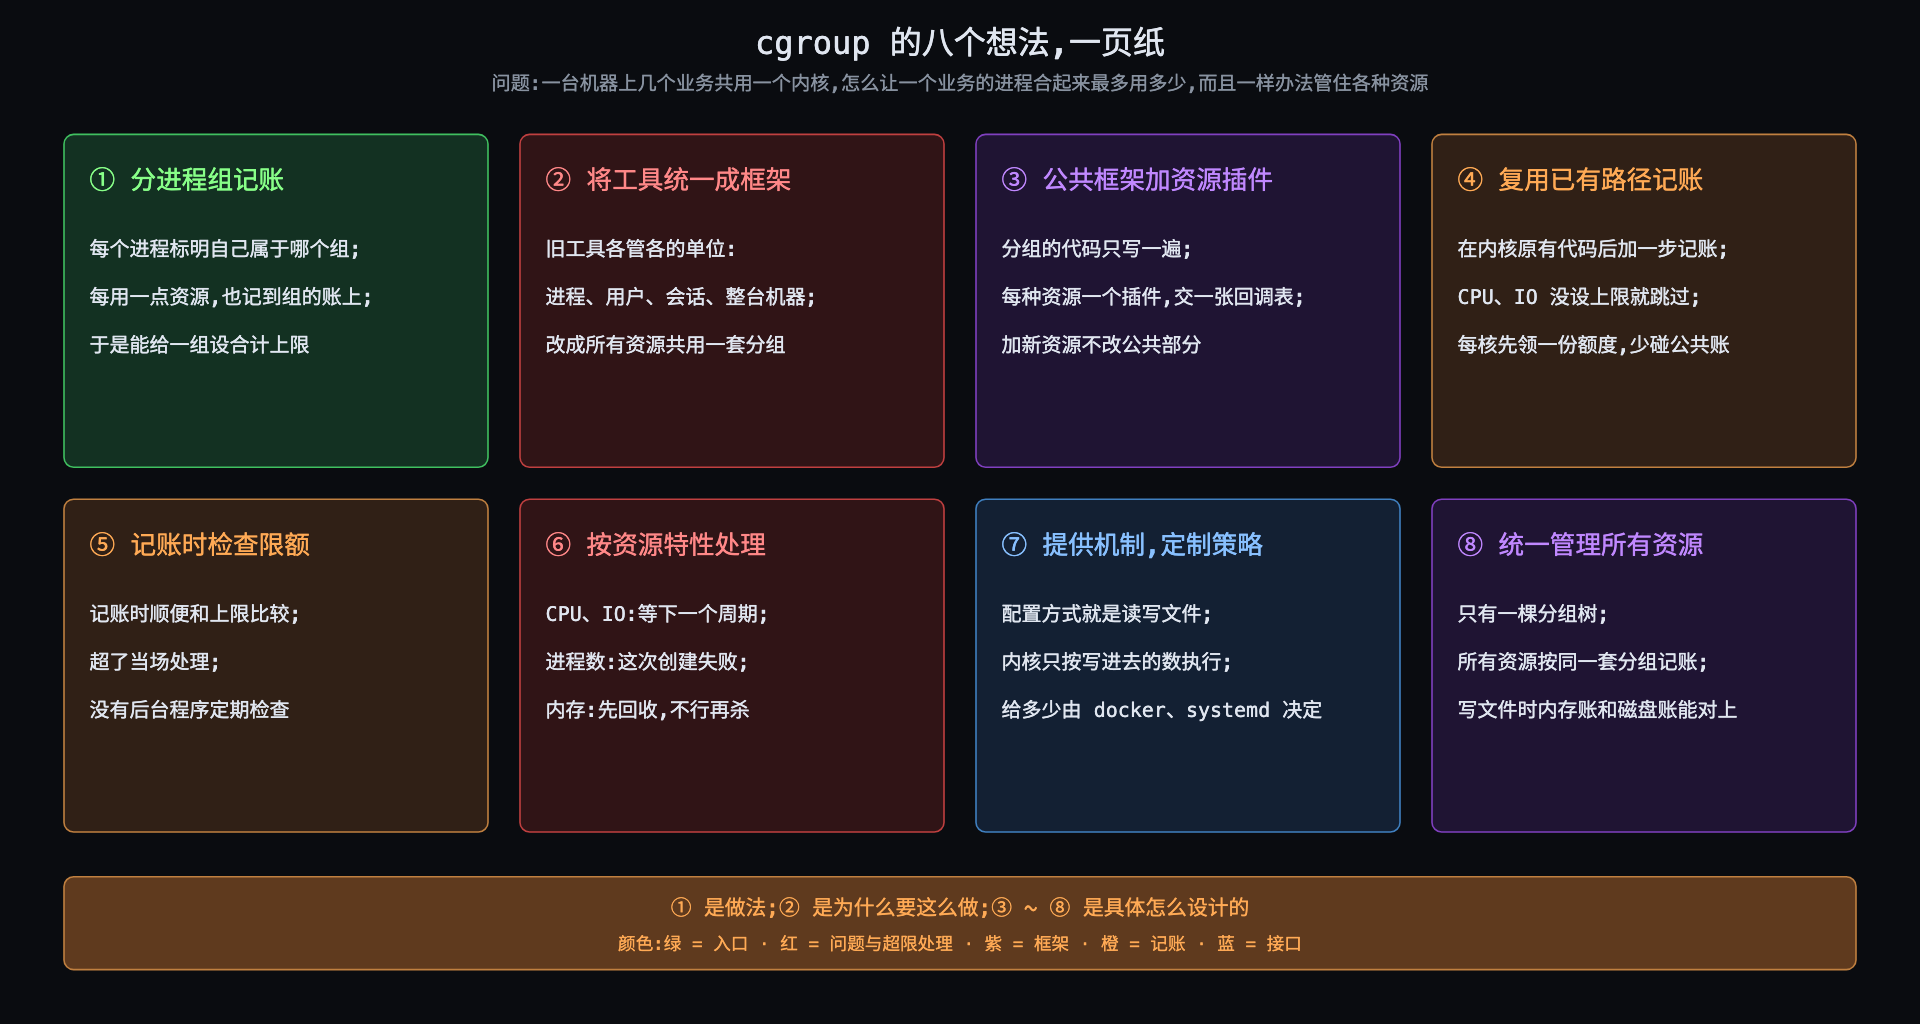 cgroup 的八个想法,一页纸
问题:一台机器上几个业务共用一个内核,怎么让一个业务的进程合起来最多用多少,而且一样办法管住各种资源
① 分进程组记账
每个进程标明自己属于哪个组;
每用一点资源,也记到组的账上;
于是能给一组设合计上限
② 将工具统一成框架
旧工具各管各的单位:
进程、用户、会话、整台机器;
改成所有资源共用一套分组
③ 公共框架加资源插件
分组的代码只写一遍;
每种资源一个插件,交一张回调表;
加新资源不改公共部分
④ 复用已有路径记账
在内核原有代码后加一步记账;
CPU、IO 没设上限就跳过;
每核先领一份额度,少碰公共账
⑤ 记账时检查限额
记账时顺便和上限比较;
超了当场处理;
没有后台程序定期检查
⑥ 按资源特性处理
CPU、IO:等下一个周期;
进程数:这次创建失败;
内存:先回收,不行再杀
⑦ 提供机制,定制策略
配置方式就是读写文件;
内核只按写进去的数执行;
给多少由 docker、systemd 决定
⑧ 统一管理所有资源
只有一棵分组树;
所有资源按同一套分组记账;
写文件时内存账和磁盘账能对上
① 是做法;② 是为什么要这么做;③ ~ ⑧ 是具体怎么设计的
颜色:绿 = 入口 · 红 = 问题与超限处理 · 紫 = 框架 · 橙 = 记账 · 蓝 = 接口